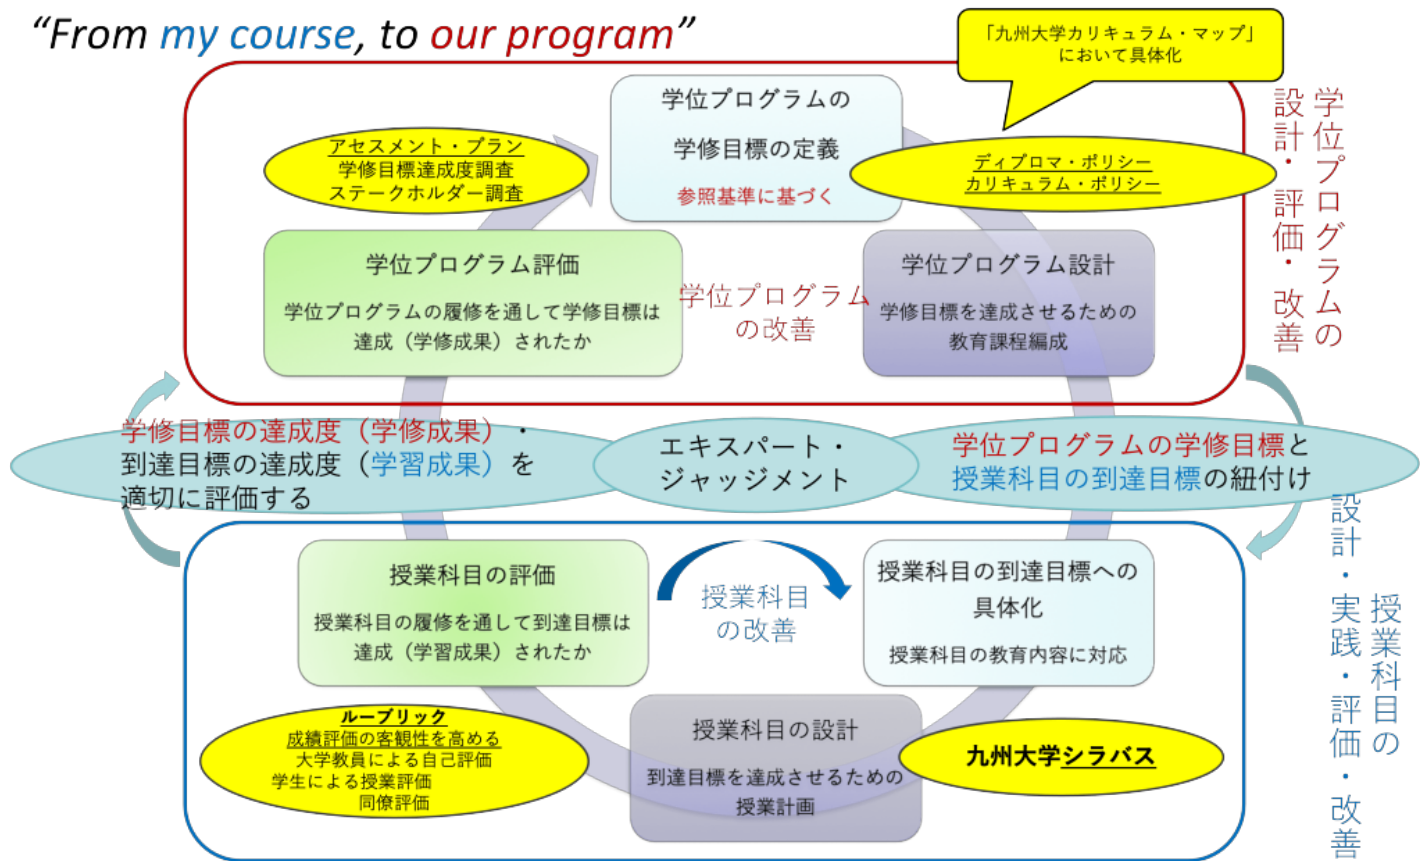 “From my course, to our program”
「九州大学カリキュラム・マップ」
において具体化
学位プログラムの
学修目標の定義
参照基準に基づく
アセスメント・プラン
学修目標達成度調査
ステークホルダー調査
ディプロマ・ポリシー
カリキュラム・ポリシー
学位プログラムの
設計・評価・改善
学位プログラム評価
学位プログラムの履修を通して学修目標は
達成（学修成果）されたか
学位プログラム
の改善
学位プログラム設計
学修目標を達成させるための
教育課程編成
学修目標の達成度（学修成果）・
到達目標の達成度（学習成果）を
適切に評価する
エキスパート・
ジャッジメント
学位プログラムの学修目標と
授業科目の到達目標の紐付け
授業科目の評価
授業科目の履修を通して到達目標は
達成（学習成果）されたか
授業科目
の改善
授業科目の到達目標への
具体化
授業科目の教育内容に対応
授業科目の
設計・実践・評価・改善
ルーブリック
成績評価の客観性を高める
大学教員による自己評価
学生による授業評価
同僚評価
授業科目の設計
到達目標を達成させるための
授業計画
九州大学シラバス